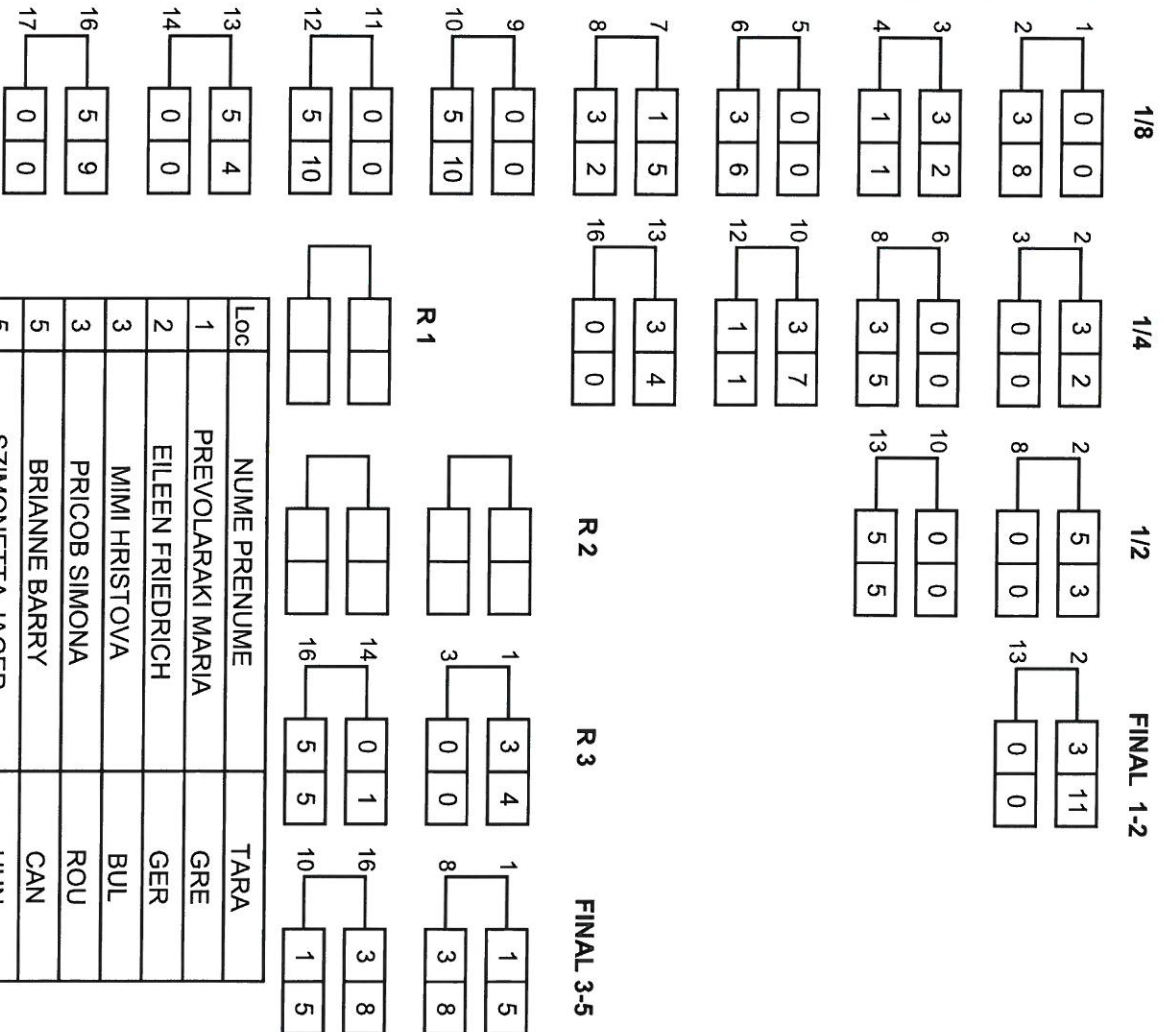 1/8 1/4 1/2 FINAL 1-2
1 0 0 2 3 2 2 5 3 2 3 11
2 3 8 3 0 0 8 0 0 13 0 0
3 3 2 6 0 0 10 0 0
4 1 1 8 3 5 13 5 5
5 0 0 10 3 7
6 3 6 12 1 1
7 1 5 13 3 4
8 3 2 16 0 0
R 2 R 3 FINAL 3-5
9 0 0 1 3 4 1 1 5
10 5 10 3 0 0 8 3 8
R 1
11 0 0 14 0 1 16 3 8
12 5 10 16 5 5 10 1 5
13 5 4
14 0 0
16 5 9
17 0 0
Loc NUME PRENUME TARA
1 PREVOLARAKI MARIA GRE
2 EILEEN FRIEDRICH GER
3 MIMI HRISTOVA BUL
3 PRICOB SIMONA ROU
5 BRIANNE BARRY CAN